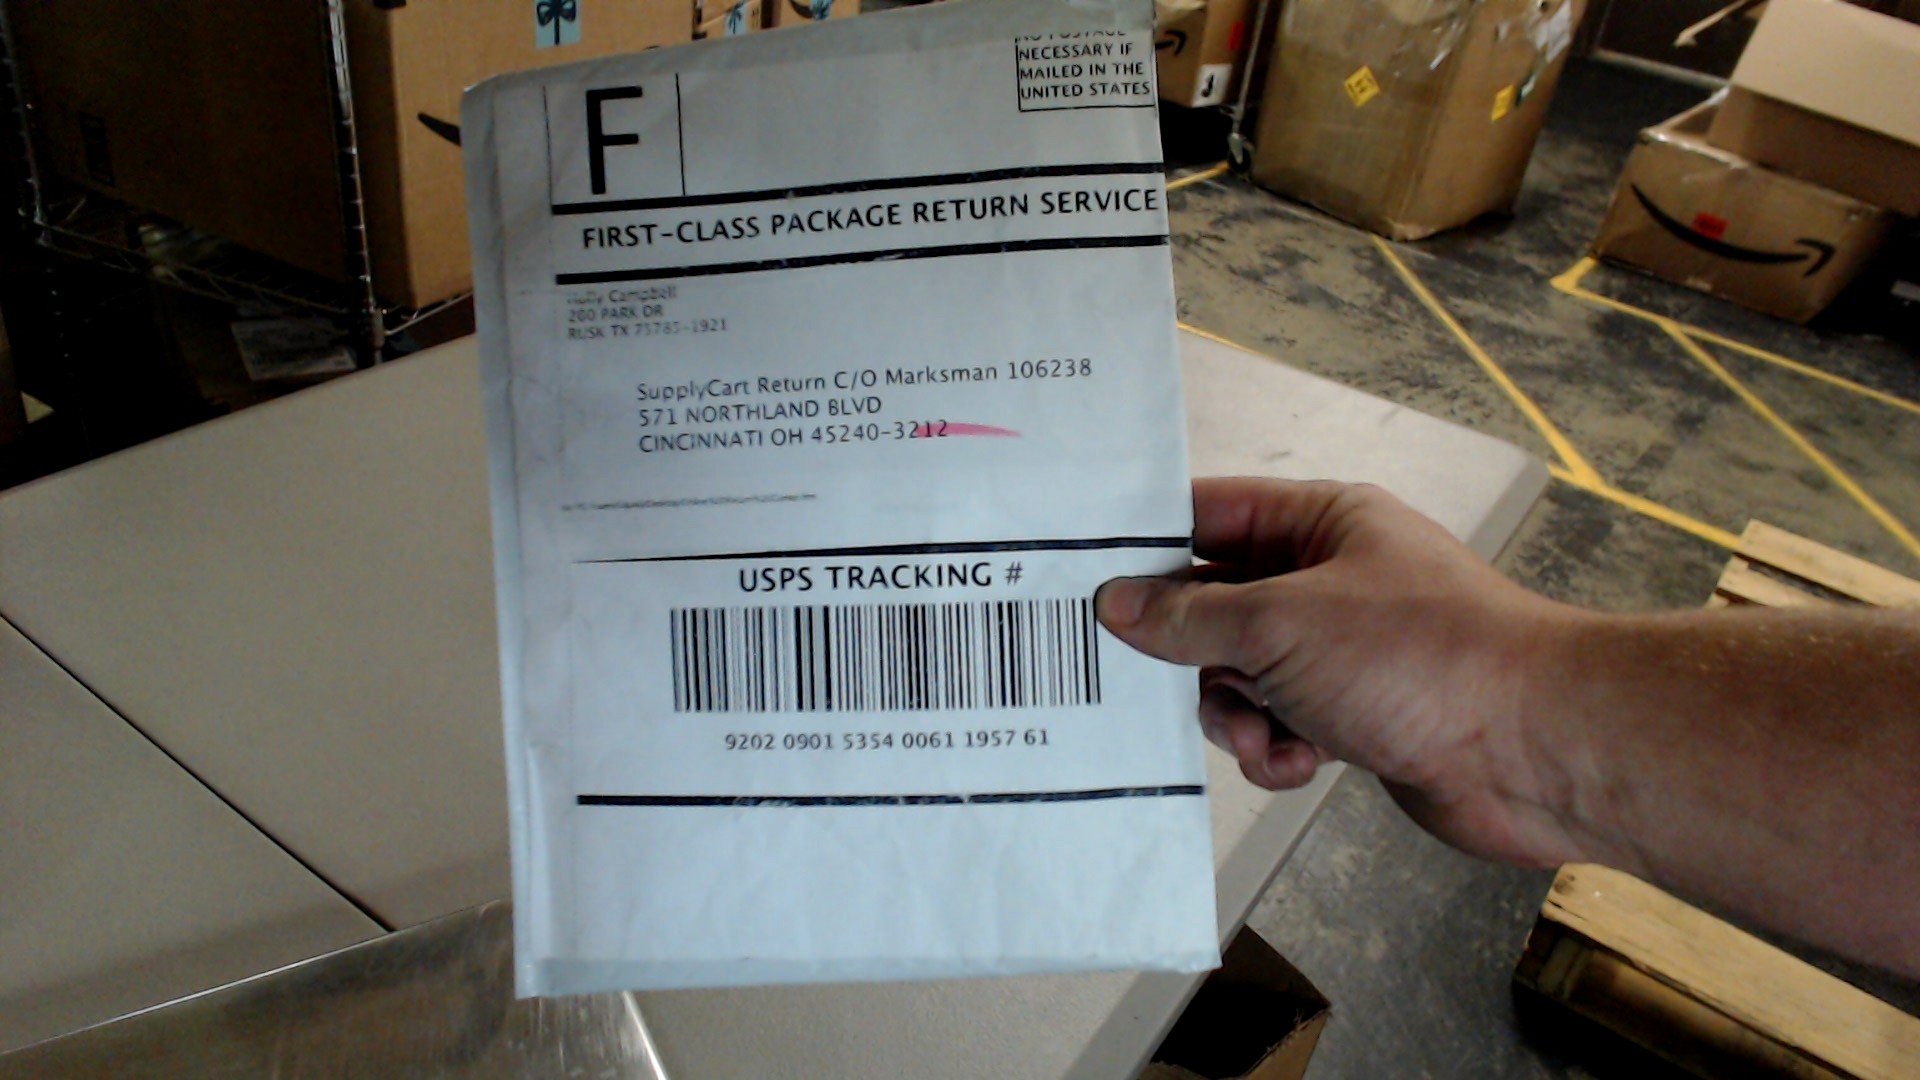 F
NO POSTAGE
NECESSARY IF
MAILED IN THE
UNITED STATES
FIRST-CLASS PACKAGE RETURN SERVICE
Campbell
200 PARK DR
RUSK TX 75785-1921
SupplyCart Return C/O Marksman 106238
571 NORTHLAND BLVD
CINCINNATI OH 45240-3212
USPS TRACKING #
9202 0901 5354 0061 1957 61